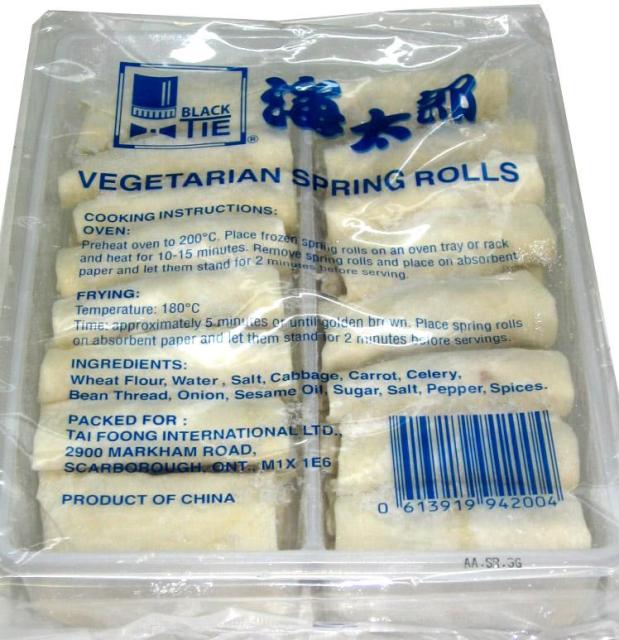 BLACK
TIE®
海太郎
VEGETARIAN SPRING ROLLS
COOKING INSTRUCTIONS:
OVEN:
Preheat oven to 200°C. Place frozen spring rolls on an oven tray or rack
and heat for 10-15 minutes. Remove spring rolls and place on absorbent
paper and let them stand for 2 minutes before serving.
FRYING:
Temperature: 180°C
Time: approximately 5 minutes or until golden brown. Place spring rolls
on absorbent paper and let them stand for 2 minutes before servings.
INGREDIENTS:
Wheat Flour, Water, Salt, Cabbage, Carrot, Celery,
Bean Thread, Onion, Sesame Oil, Sugar, Salt, Pepper, Spices.
PACKED FOR :
TAI FOONG INTERNATIONAL LTD.,
2900 MARKHAM ROAD,
SCARBOROUGH, ONT., M1X 1E6
PRODUCT OF CHINA
0 613919 942004
AA.SR.GG